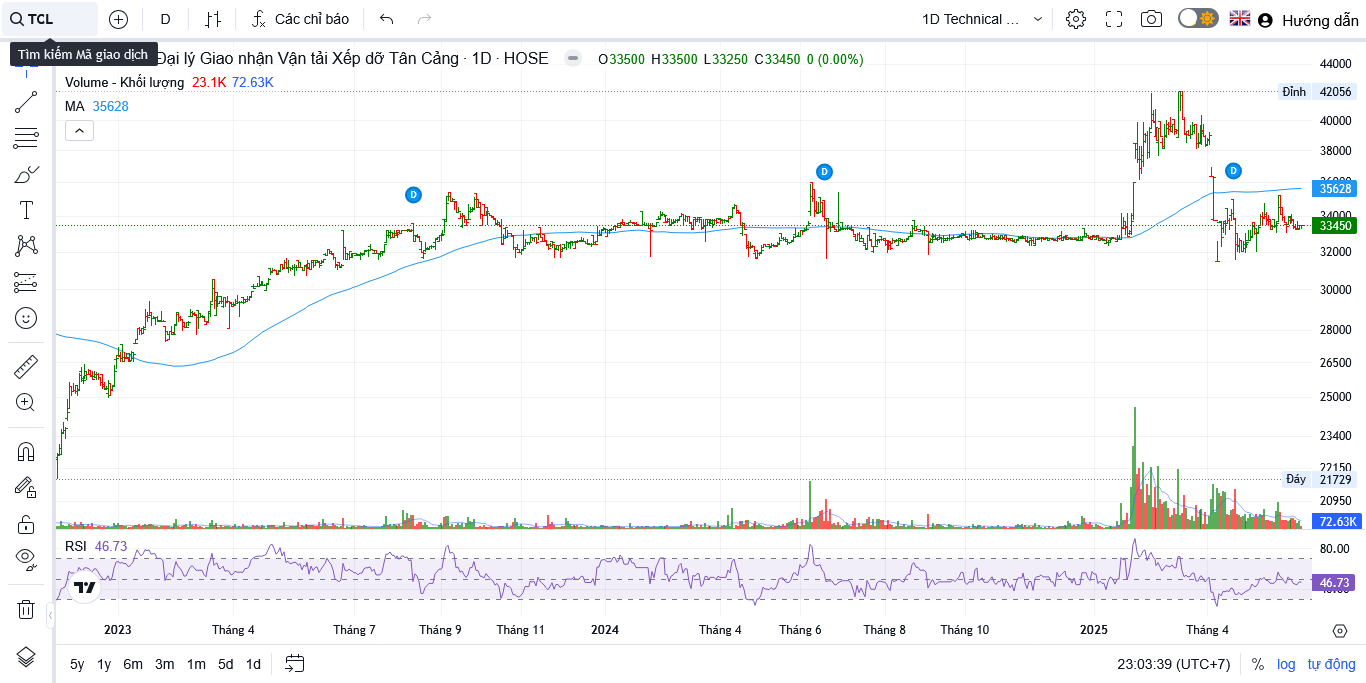 TCL
D
Các chỉ báo
1D Technical ...
Hướng dẫn
Tìm kiếm Mã giao dịch
Đại lý Giao nhận Vận tải Xếp dỡ Tân Cảng · 1D · HOSE
O33500 H33500 L33250 C33450 0 (0.00%)
Volume - Khối lượng 23.1K 72.63K
MA 35628
44000
Đỉnh 42056
40000
38000
D
D
D
35628
34000
33450
32000
30000
28000
26500
25000
23400
22150
Đáy 21729
20950
72.63K
RSI 46.73
80.00
46.73
2023 Tháng 4 Tháng 7 Tháng 9 Tháng 11 2024 Tháng 4 Tháng 6 Tháng 8 Tháng 10 2025 Tháng 4
5y 1y 6m 3m 1m 5d 1d
23:03:39 (UTC+7) % log tự động